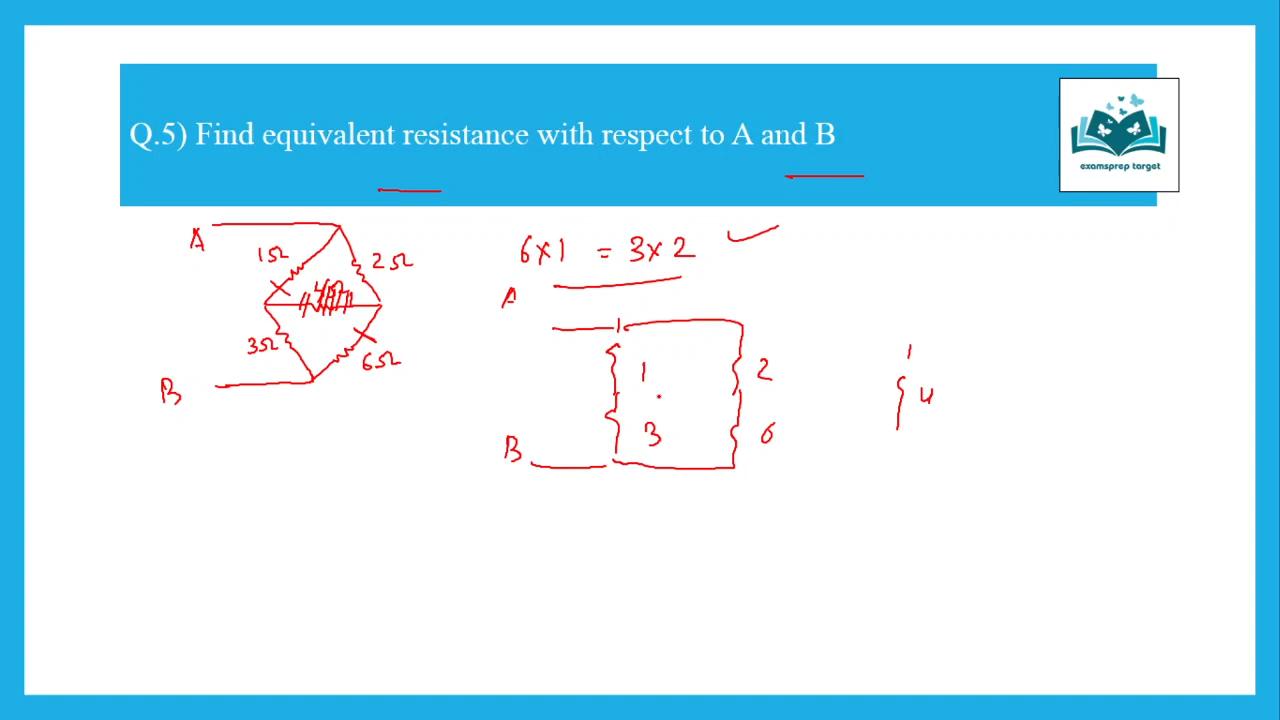 Q.5) Find equivalent resistance with respect to A and B
examsprep target
A
1Ω
2Ω
3Ω
6Ω
B
6×1 = 3×2
A
1
2
3
6
B
4